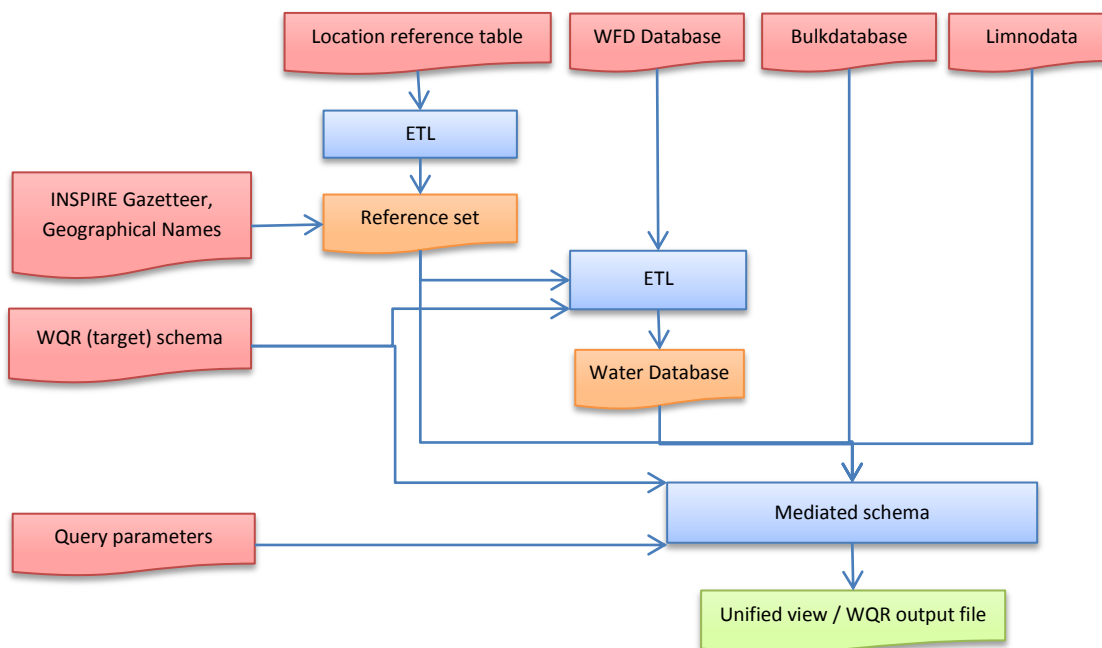 Location reference table
WFD Database
Bulkdatabase
Limnodata
ETL
INSPIRE Gazetteer,
Geographical Names
Reference set
ETL
WQR (target) schema
Water Database
Mediated schema
Query parameters
Unified view / WQR output file